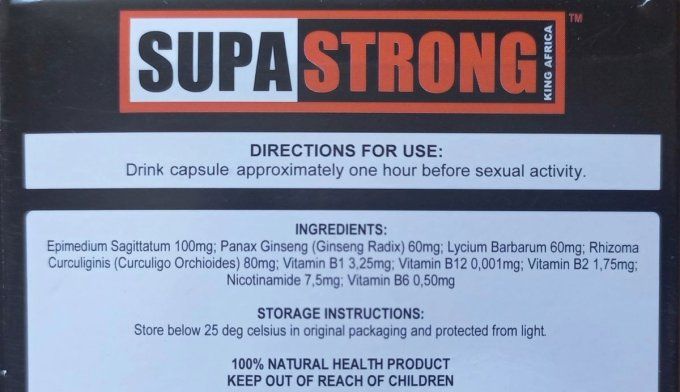 SUPA STRONG KING AFRICA ™
DIRECTIONS FOR USE:
Drink capsule approximately one hour before sexual activity.
INGREDIENTS:
Epimedium Sagittatum 100mg; Panax Ginseng (Ginseng Radix) 60mg; Lycium Barbarum 60mg; Rhizoma
Curculiginis (Curculigo Orchioides) 80mg; Vitamin B1 3,25mg; Vitamin B12 0,001mg; Vitamin B2 1,75mg;
Nicotinamide 7,5mg; Vitamin B6 0,50mg
STORAGE INSTRUCTIONS:
Store below 25 deg celsius in original packaging and protected from light.
100% NATURAL HEALTH PRODUCT
KEEP OUT OF REACH OF CHILDREN